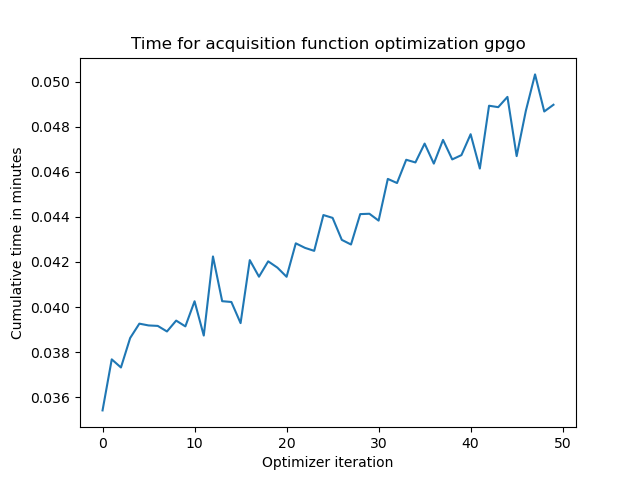 Time for acquisition function optimization gpgo
0.050
0.048
0.046
0.044
0.042
0.040
0.038
0.036
Cumulative time in minutes
0 10 20 30 40 50
Optimizer iteration